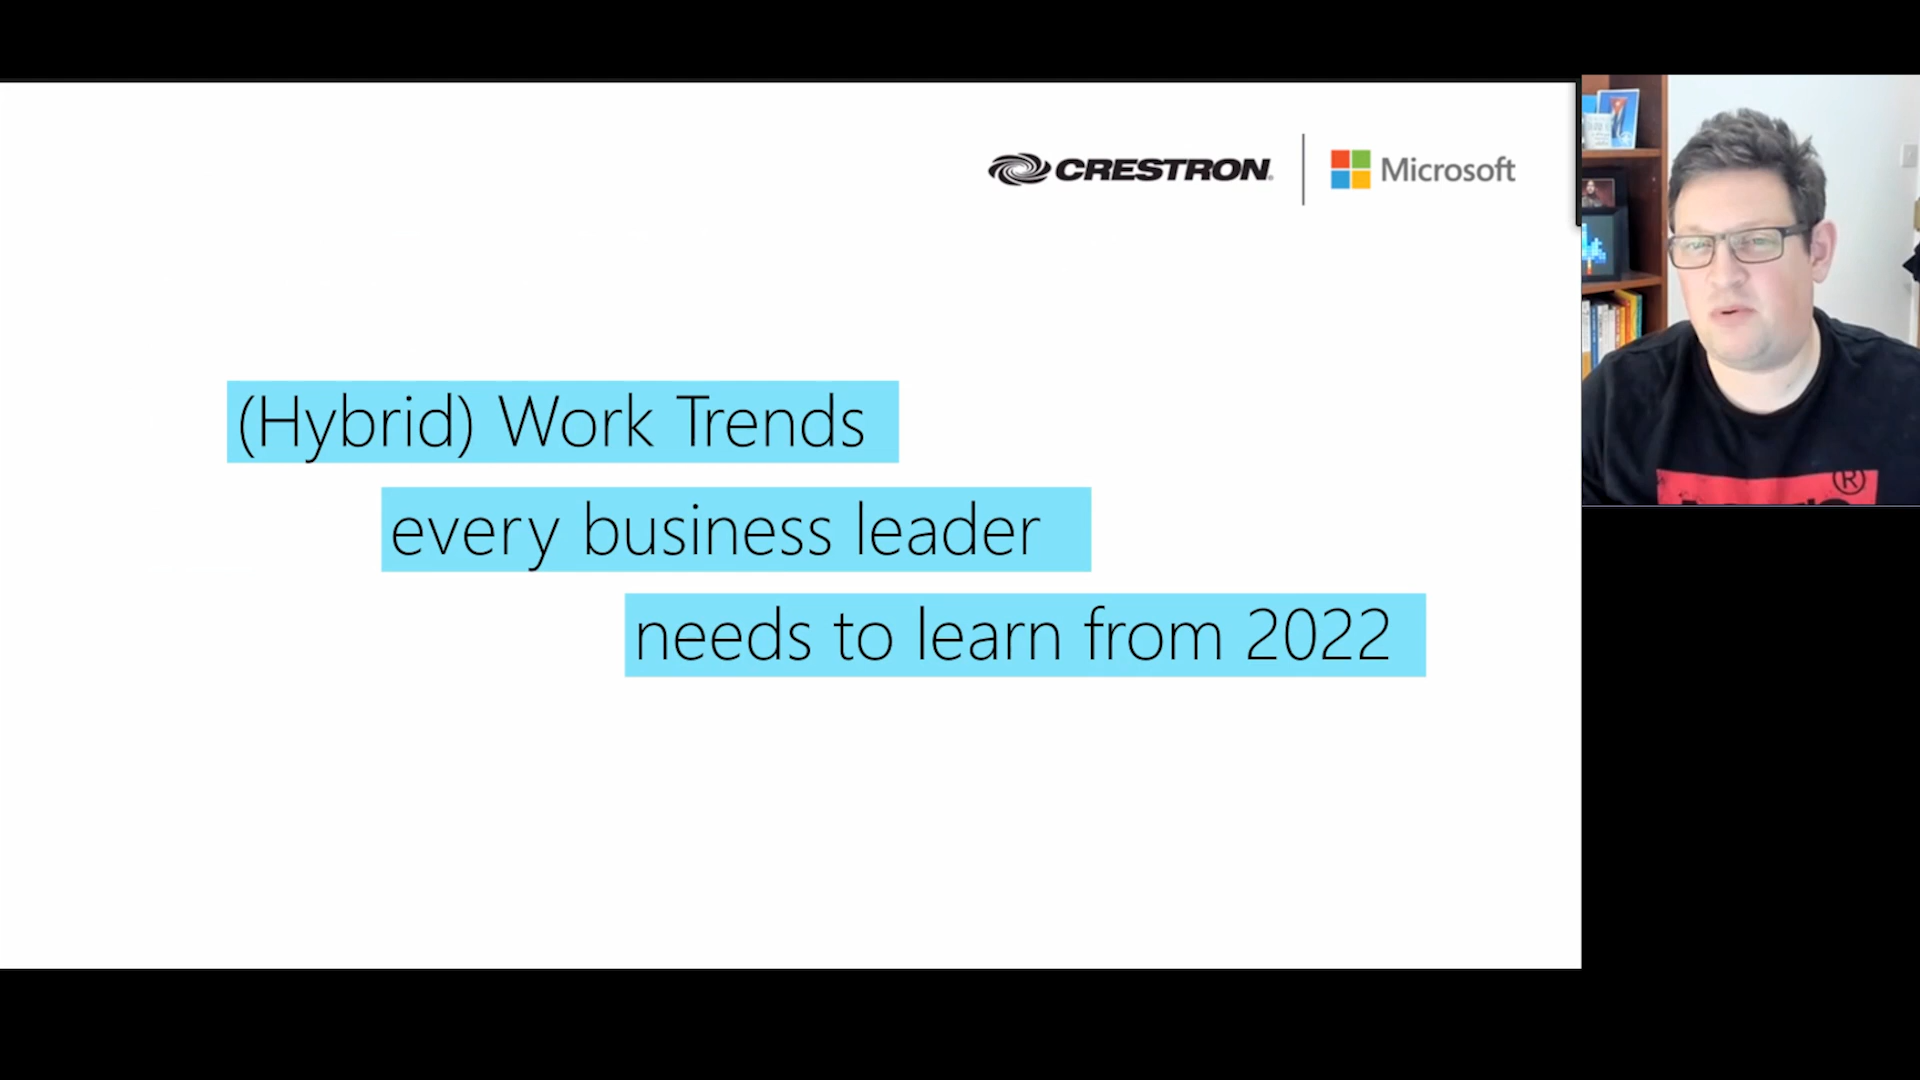 CRESTRON
Microsoft
(Hybrid) Work Trends
every business leader
needs to learn from 2022
®